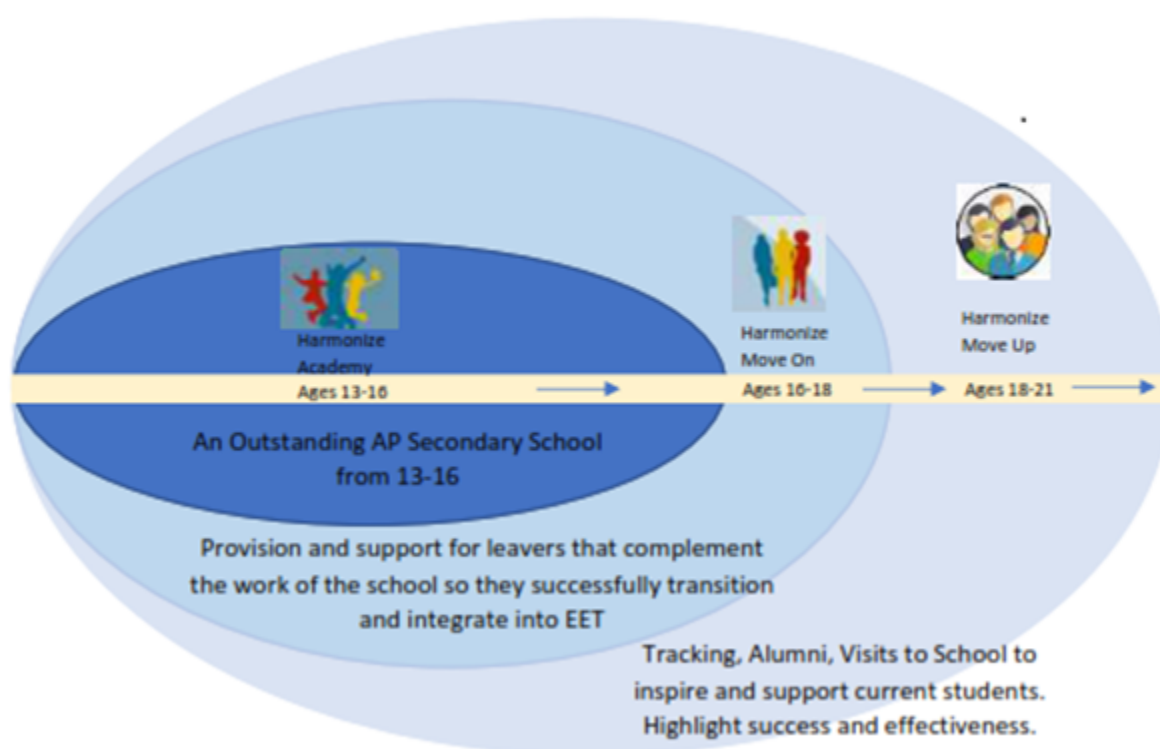 Harmonize
Academy
Ages 13-16
Harmonize
Move On
Ages 16-18
Harmonize
Move Up
Ages 18-21
An Outstanding AP Secondary School
from 13-16
Provision and support for leavers that complement
the work of the school so they successfully transition
and integrate into EET
Tracking, Alumni, Visits to School to
inspire and support current students.
Highlight success and effectiveness.